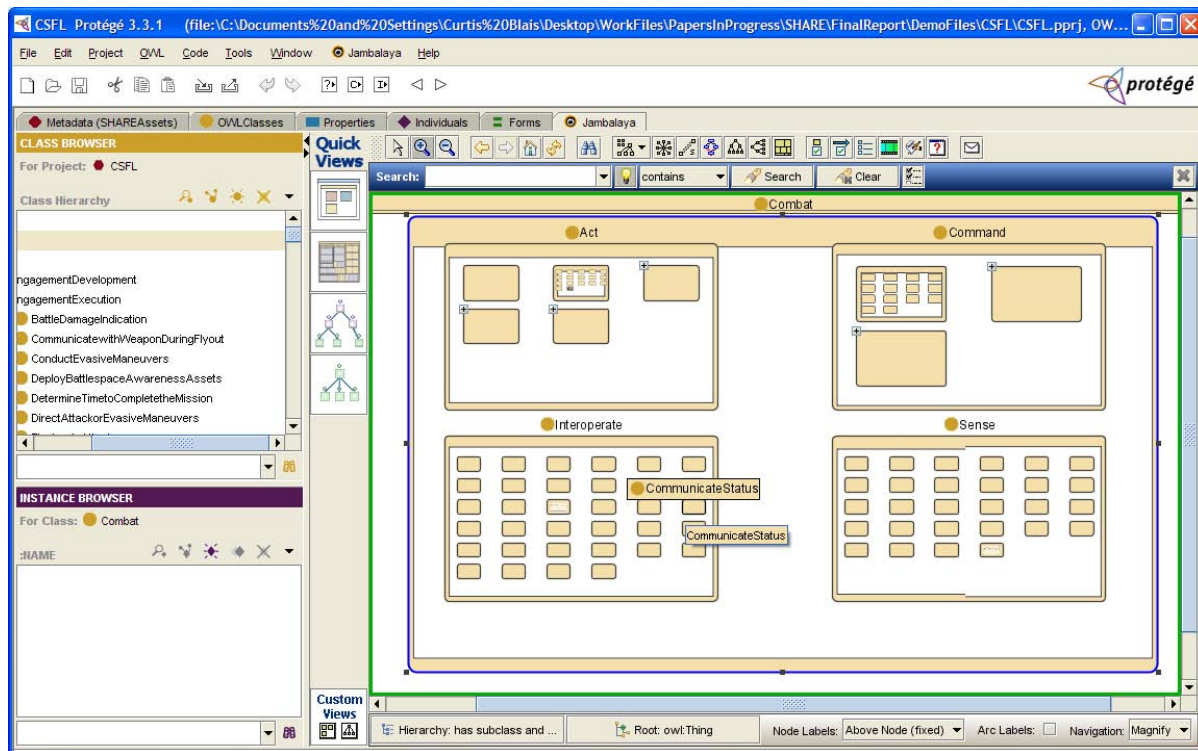 CSFL Protégé 3.3.1 (file:\C:\Documents%20and%20Settings\Curtis%20Blais\Desktop\WorkFiles\PapersInProgress\SHARE\FinalReport\DemoFiles\CSFL\CSFL.pprj, OW...
File Edit Project OWL Code Tools Window Jambalaya Help
protégé
Metadata (SHAREAssets) OWLClasses Properties Individuals Forms Jambalaya
CLASS BROWSER
For Project: CSFL
Class Hierarchy
ngagementDevelopment
ngagementExecution
BattleDamageIndication
CommunicatewithWeaponDuringFlyout
ConductEvasiveManeuvers
DeployBattlespaceAwarenessAssets
DetermineTimetoCompletetheMission
DirectAttackorEvasiveManeuvers
INSTANCE BROWSER
For Class: Combat
:NAME
Quick
Views
Custom
Views
Search: contains Search Clear
Combat
Act Command
Interoperate Sense
CommunicateStatus
CommunicateStatus
Hierarchy: has subclass and ... Root: owl:Thing Node Labels: Above Node (fixed) Arc Labels: Navigation: Magnify